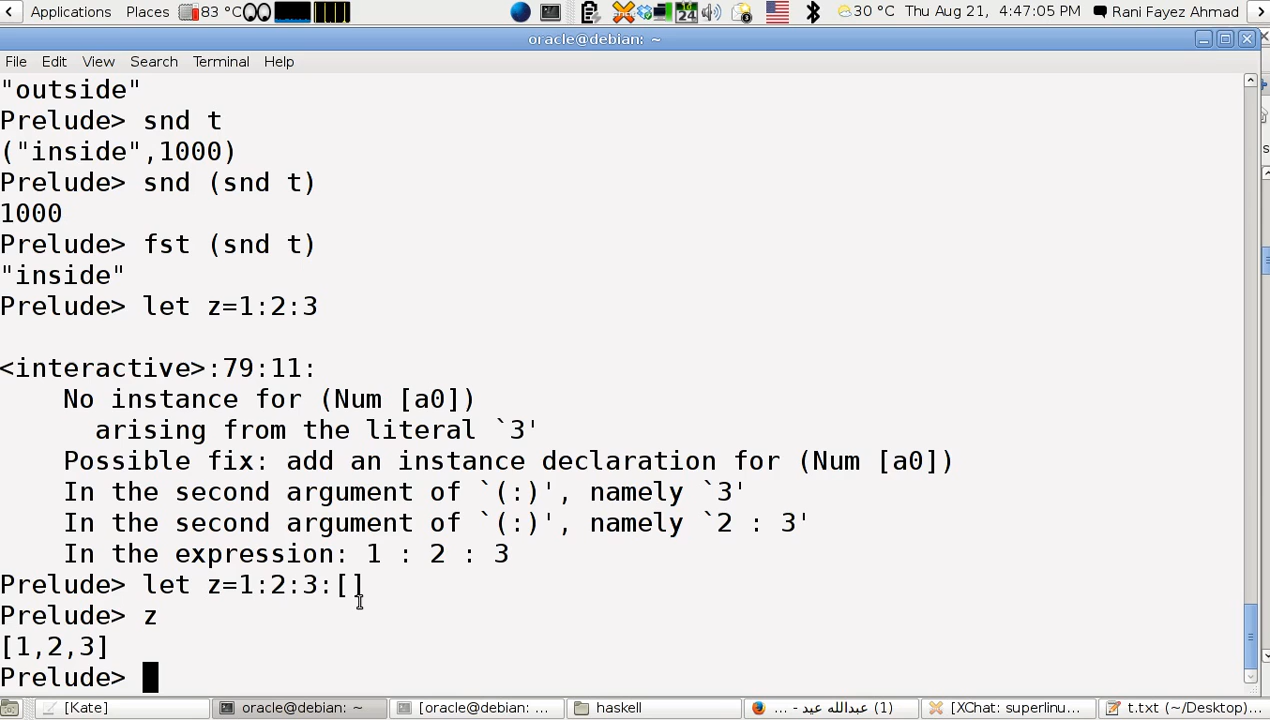 Applications Places 83 °C 24 30 °C Thu Aug 21, 4:47:05 PM Rani Fayez Ahmad
oracle@debian: ~
File Edit View Search Terminal Help
"outside"
Prelude> snd t
("inside",1000)
Prelude> snd (snd t)
1000
Prelude> fst (snd t)
"inside"
Prelude> let z=1:2:3
<interactive>:79:11:
No instance for (Num [a0])
arising from the literal `3'
Possible fix: add an instance declaration for (Num [a0])
In the second argument of `(:)', namely `3'
In the second argument of `(:)', namely `2 : 3'
In the expression: 1 : 2 : 3
Prelude> let z=1:2:3:[]
Prelude> z
[1,2,3]
Prelude>
[Kate] oracle@debian: ~ [oracle@debian: ... haskell (1) عبدالله عيد - ... [XChat: superlinu... t.txt (~/Desktop)...